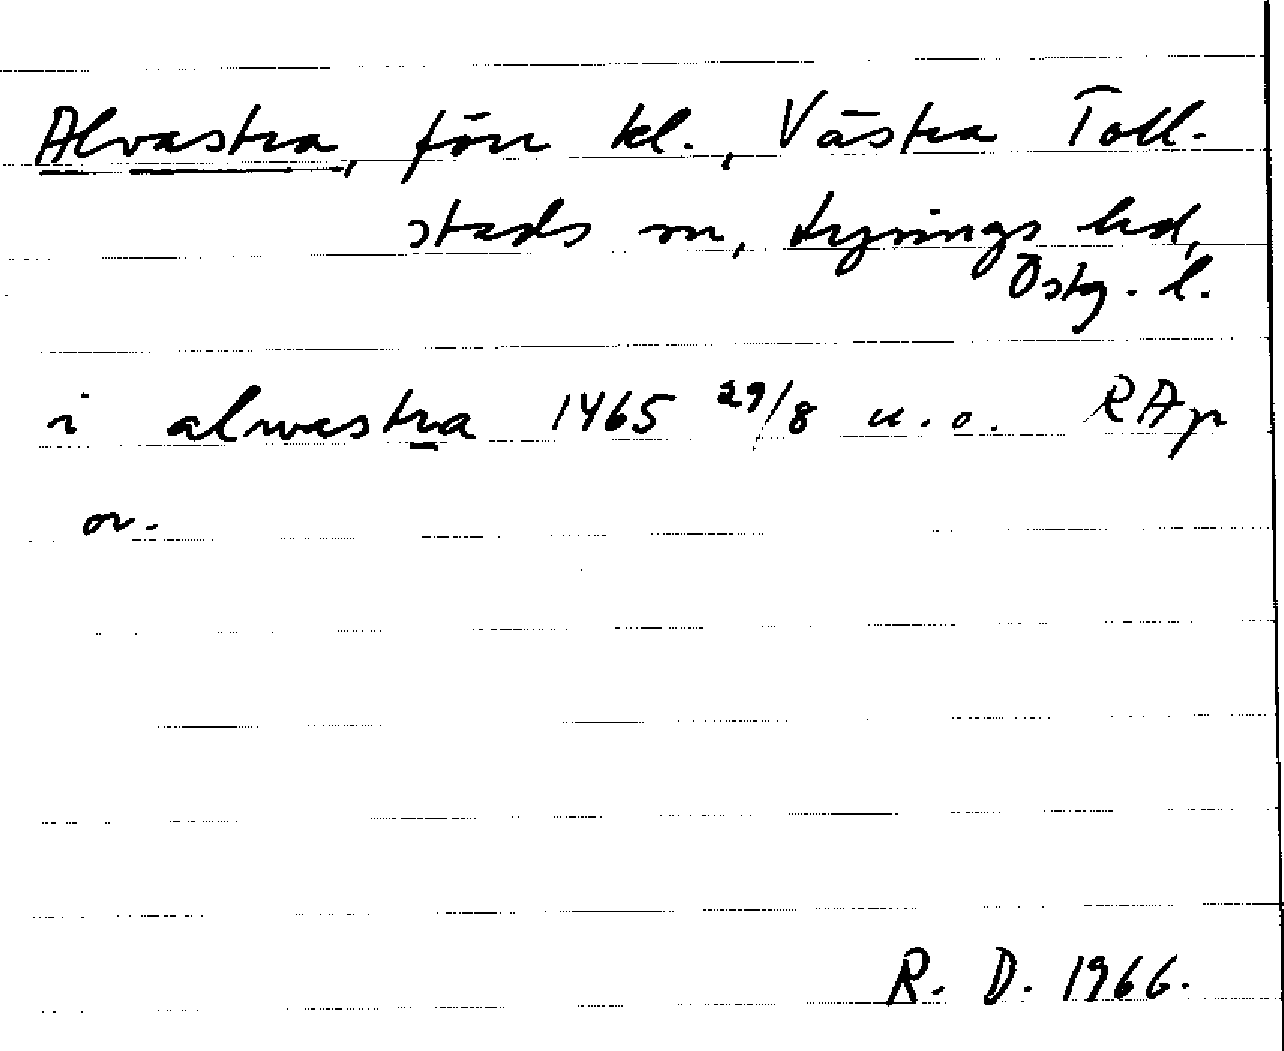 Alvastra, förr kl., Västra Toll-
stads sn, Lysings hd,
Östg. l.
i alwastra 1465 29/8 u.o. RAp
or.
R. D. 1966.